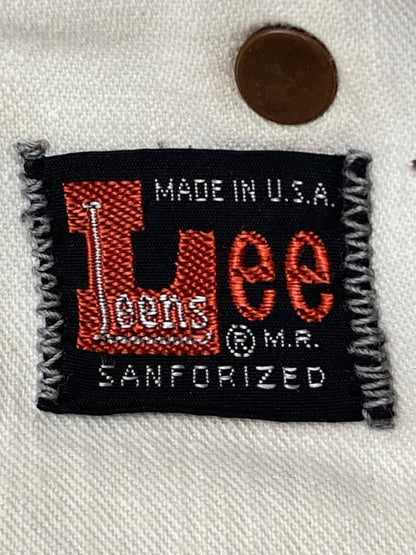 MADE IN U.S.A.
Lee
Leens
® M.R.
SANFORIZED